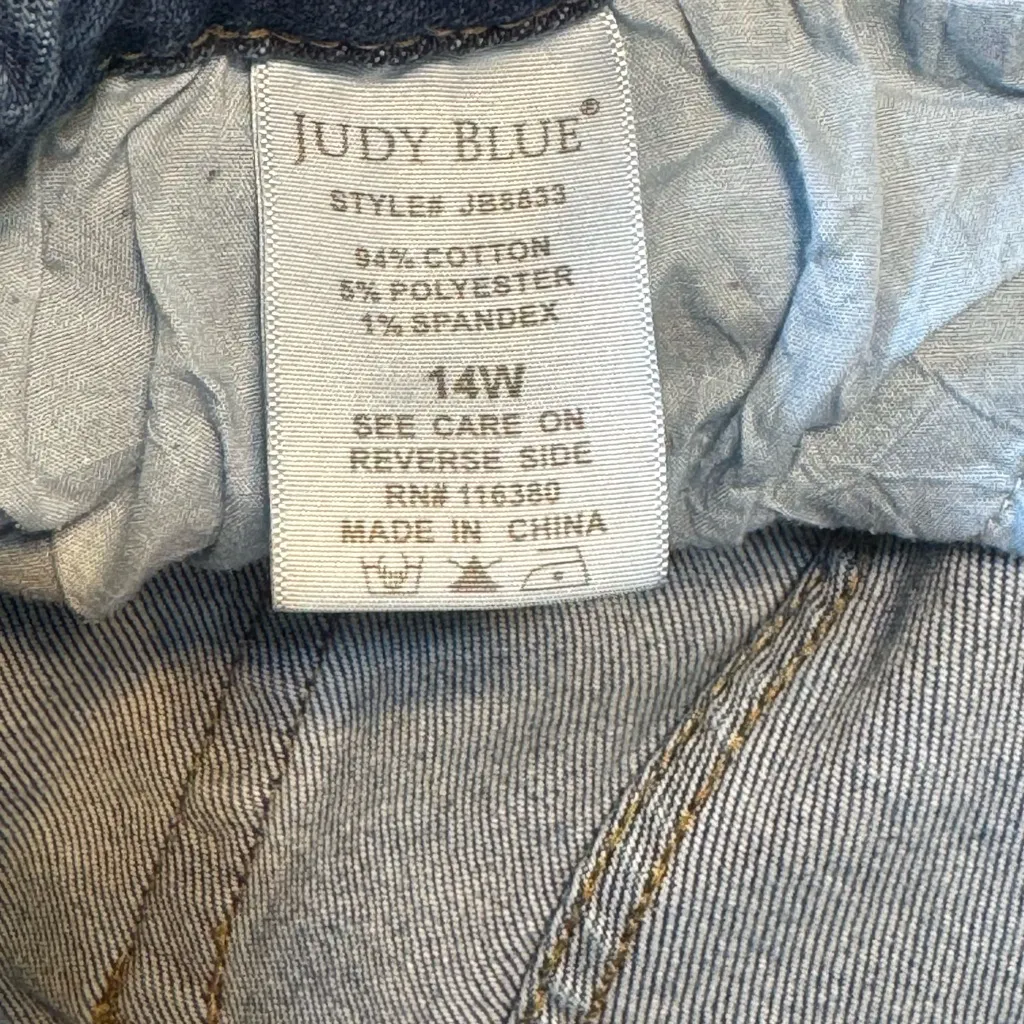 JUDY BLUE®
STYLE# JB8833
94% COTTON
5% POLYESTER
1% SPANDEX
14W
SEE CARE ON
REVERSE SIDE
RN# 116380
MADE IN CHINA